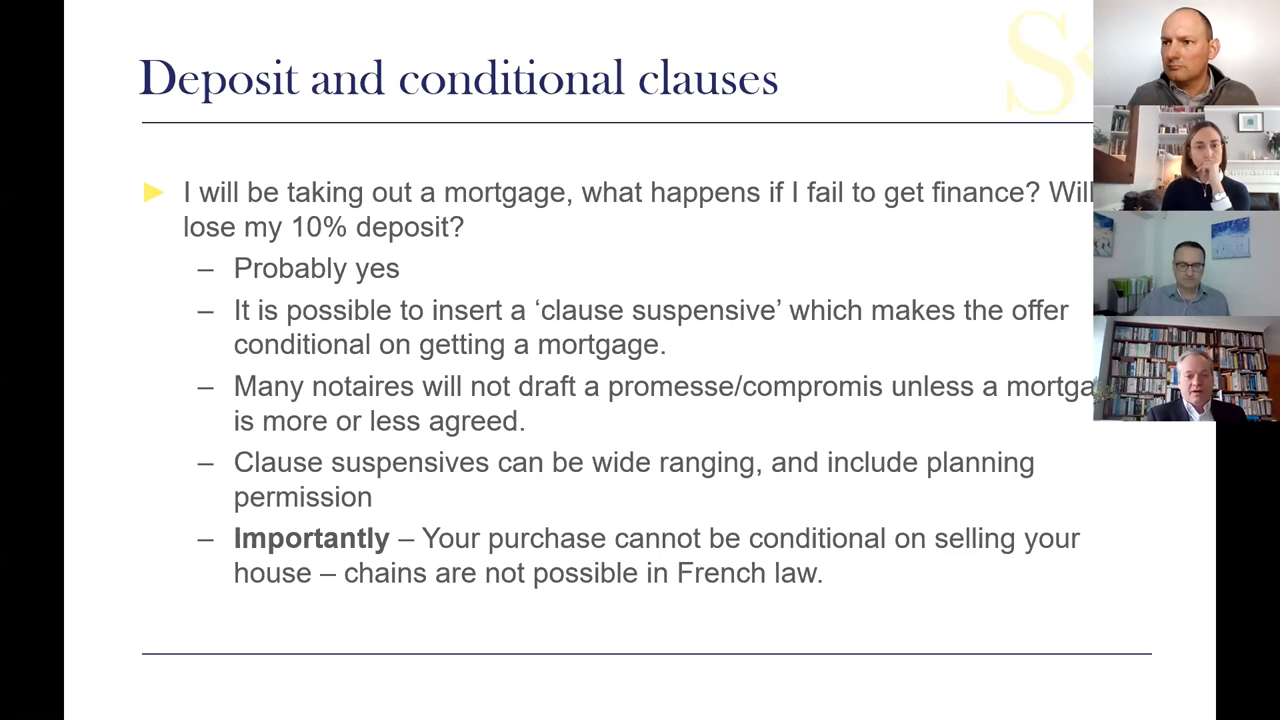 Deposit and conditional clauses
I will be taking out a mortgage, what happens if I fail to get finance? Will
lose my 10% deposit?
– Probably yes
– It is possible to insert a ‘clause suspensive’ which makes the offer
conditional on getting a mortgage.
– Many notaires will not draft a promesse/compromis unless a mortga
is more or less agreed.
– Clause suspensives can be wide ranging, and include planning
permission
– Importantly – Your purchase cannot be conditional on selling your
house – chains are not possible in French law.